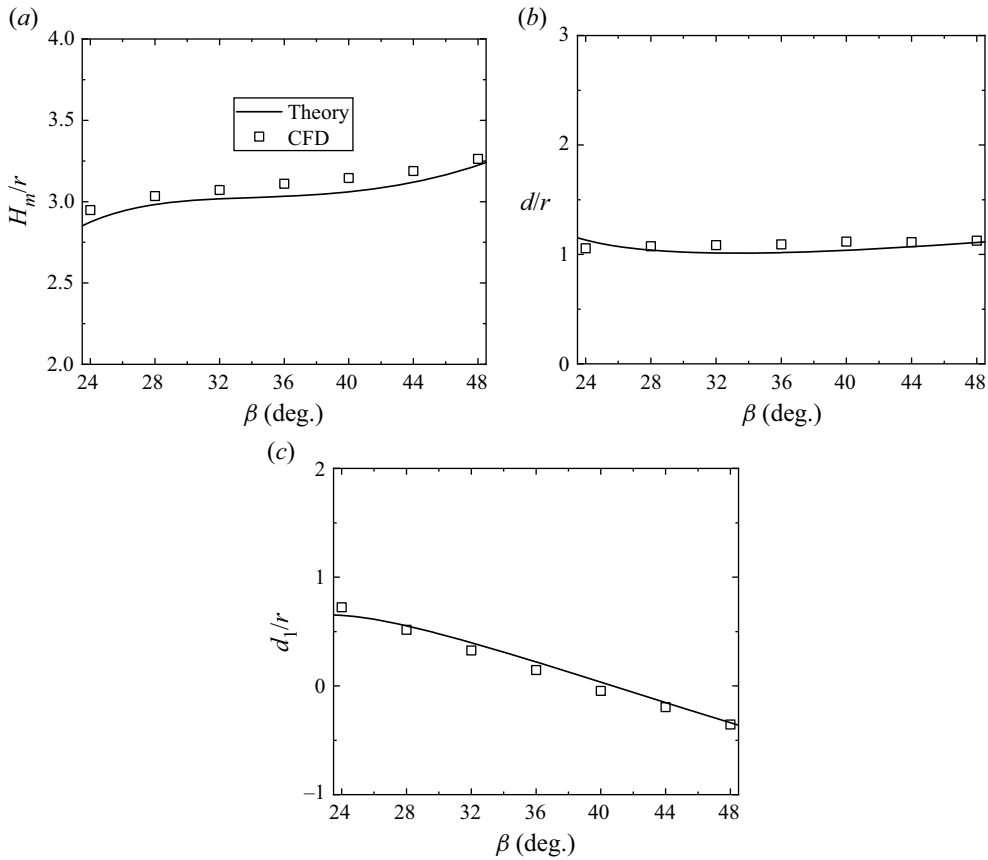 (a)
4.0
3.5
3.0
2.5
2.0
H_m/r
Theory
CFD
24 28 32 36 40 44 48
β (deg.)
(b)
3
2
1
0
d/r
24 28 32 36 40 44 48
β (deg.)
(c)
2
1
0
–1
d_1/r
24 28 32 36 40 44 48
β (deg.)